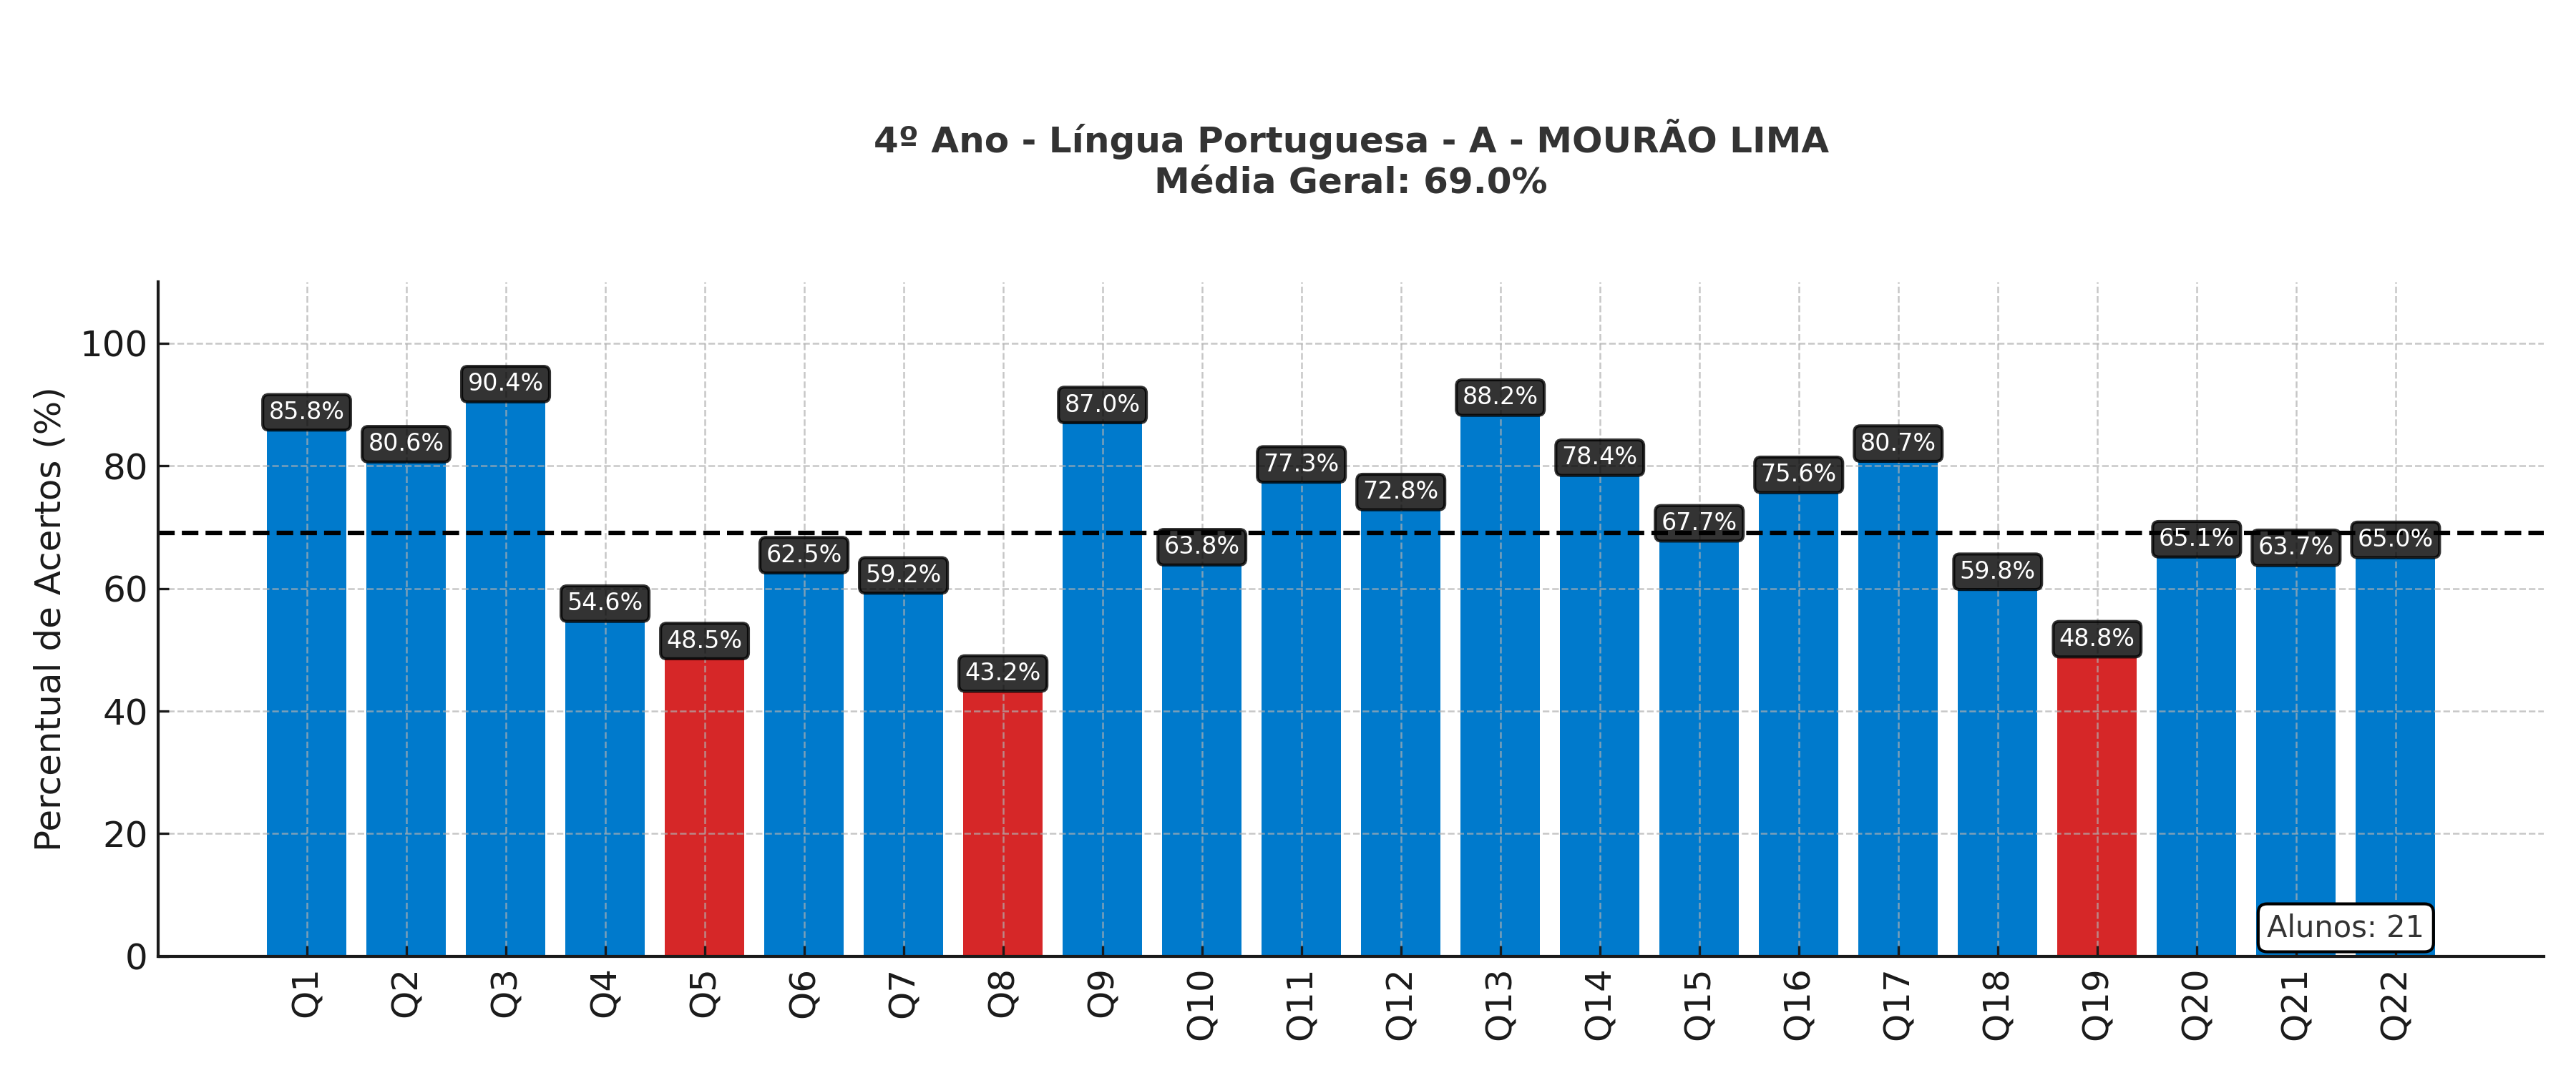 4º Ano - Língua Portuguesa - A - MOURÃO LIMA
Média Geral: 69.0%
Percentual de Acertos (%)
100
80
60
40
20
0
85.8%
80.6%
90.4%
54.6%
48.5%
62.5%
59.2%
43.2%
87.0%
63.8%
77.3%
72.8%
88.2%
78.4%
67.7%
75.6%
80.7%
59.8%
48.8%
65.1%
63.7%
65.0%
Alunos: 21
Q1
Q2
Q3
Q4
Q5
Q6
Q7
Q8
Q9
Q10
Q11
Q12
Q13
Q14
Q15
Q16
Q17
Q18
Q19
Q20
Q21
Q22